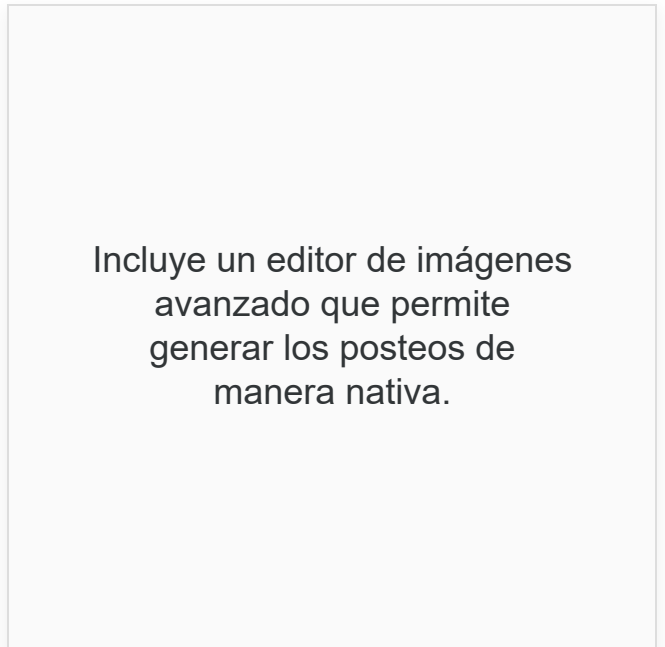 Incluye un editor de imágenes
avanzado que permite
generar los posteos de
manera nativa.